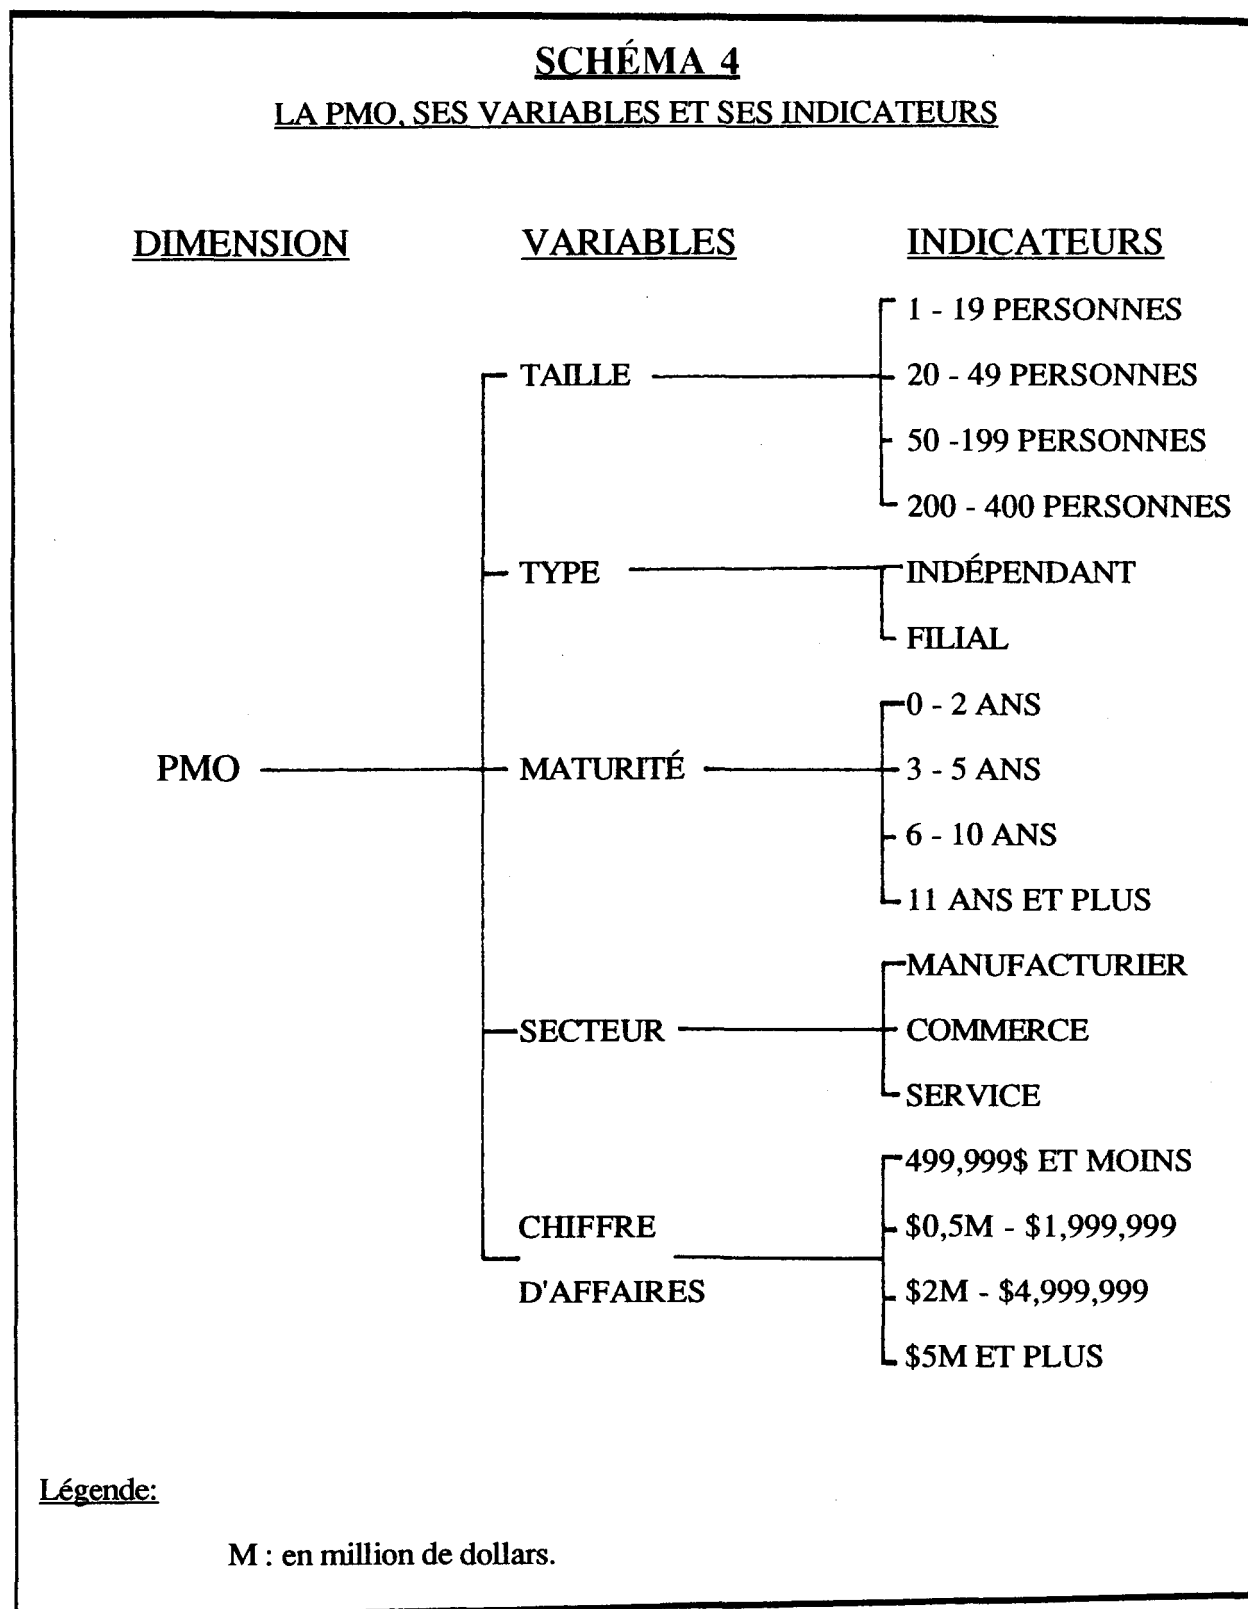 SCHÉMA 4
LA PMO, SES VARIABLES ET SES INDICATEURS
DIMENSION VARIABLES INDICATEURS
1 - 19 PERSONNES
TAILLE 20 - 49 PERSONNES
50 -199 PERSONNES
200 - 400 PERSONNES
TYPE INDÉPENDANT
FILIAL
0 - 2 ANS
PMO MATURITÉ 3 - 5 ANS
6 - 10 ANS
11 ANS ET PLUS
MANUFACTURIER
SECTEUR COMMERCE
SERVICE
499,999$ ET MOINS
CHIFFRE $0,5M - $1,999,999
D'AFFAIRES $2M - $4,999,999
$5M ET PLUS
Légende:
M : en million de dollars.